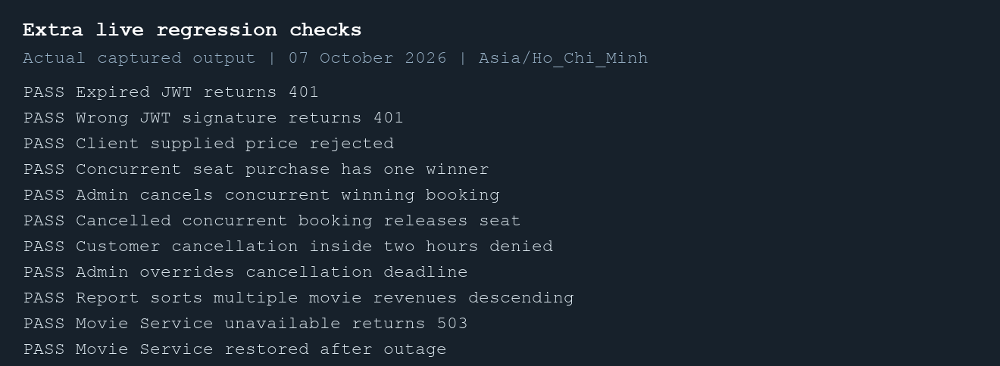 Extra live regression checks
Actual captured output | 07 October 2026 | Asia/Ho_Chi_Minh
PASS Expired JWT returns 401
PASS Wrong JWT signature returns 401
PASS Client supplied price rejected
PASS Concurrent seat purchase has one winner
PASS Admin cancels concurrent winning booking
PASS Cancelled concurrent booking releases seat
PASS Customer cancellation inside two hours denied
PASS Admin overrides cancellation deadline
PASS Report sorts multiple movie revenues descending
PASS Movie Service unavailable returns 503
PASS Movie Service restored after outage